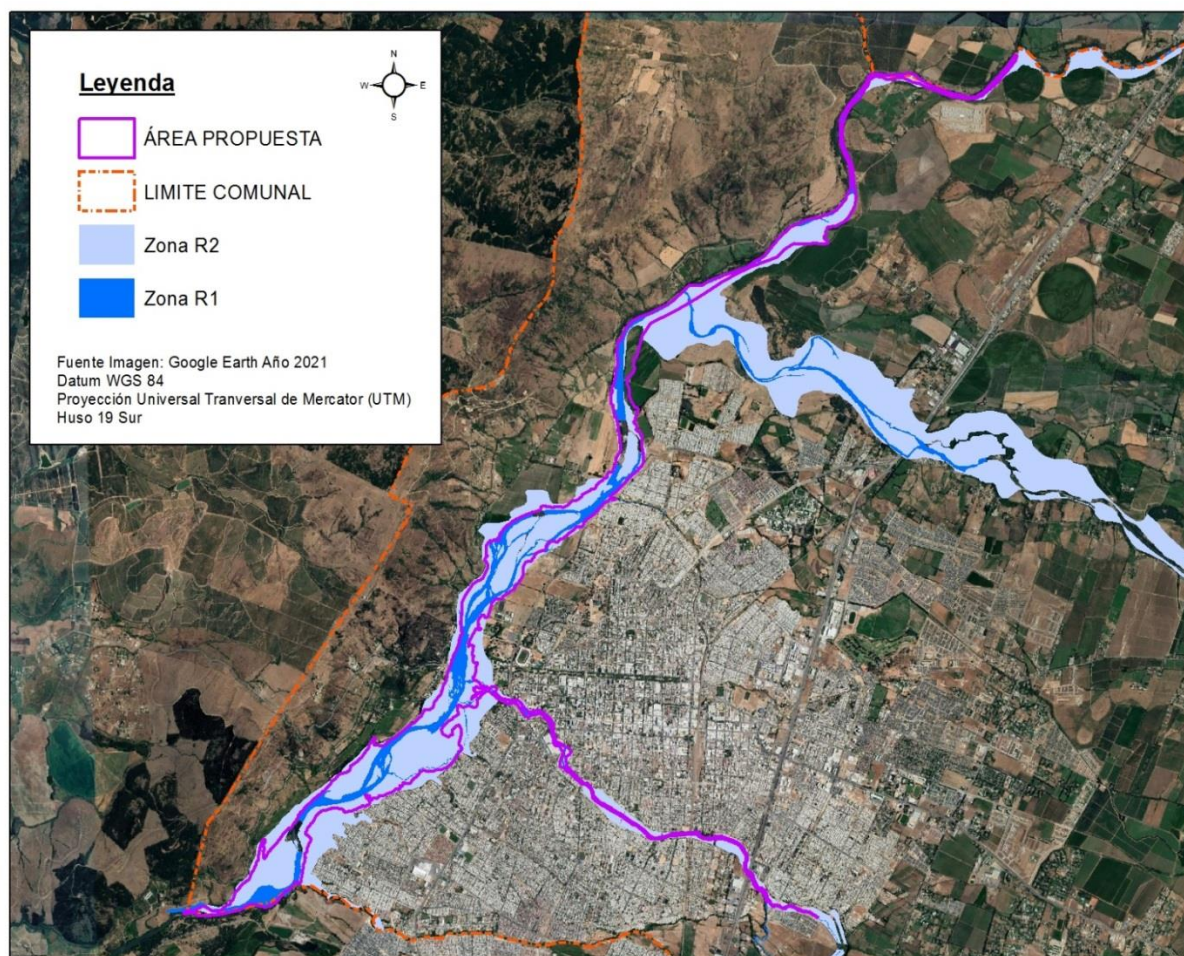 Leyenda
N
W E
S
ÁREA PROPUESTA
LIMITE COMUNAL
Zona R2
Zona R1
Fuente Imagen: Google Earth Año 2021
Datum WGS 84
Proyección Universal Tranversal de Mercator (UTM)
Huso 19 Sur